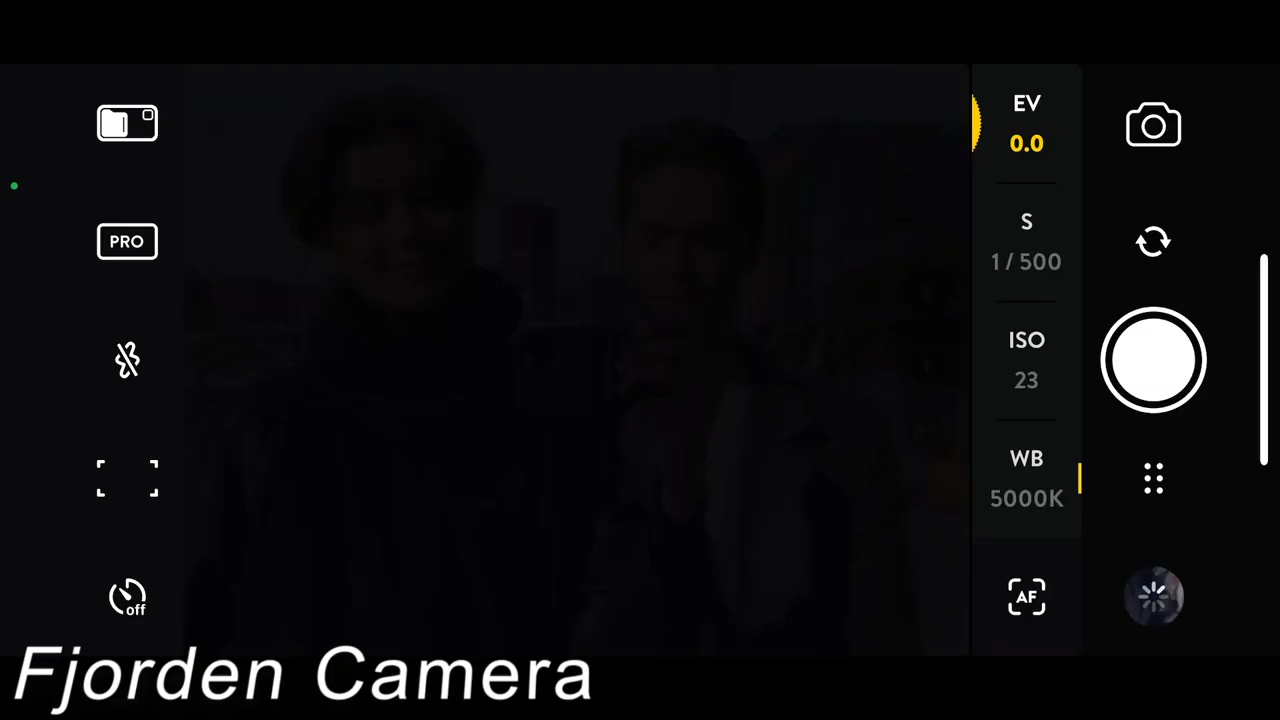 PRO
off
EV
0.0
S
1/500
ISO
23
WB
5000K
AF
Fjorden Camera